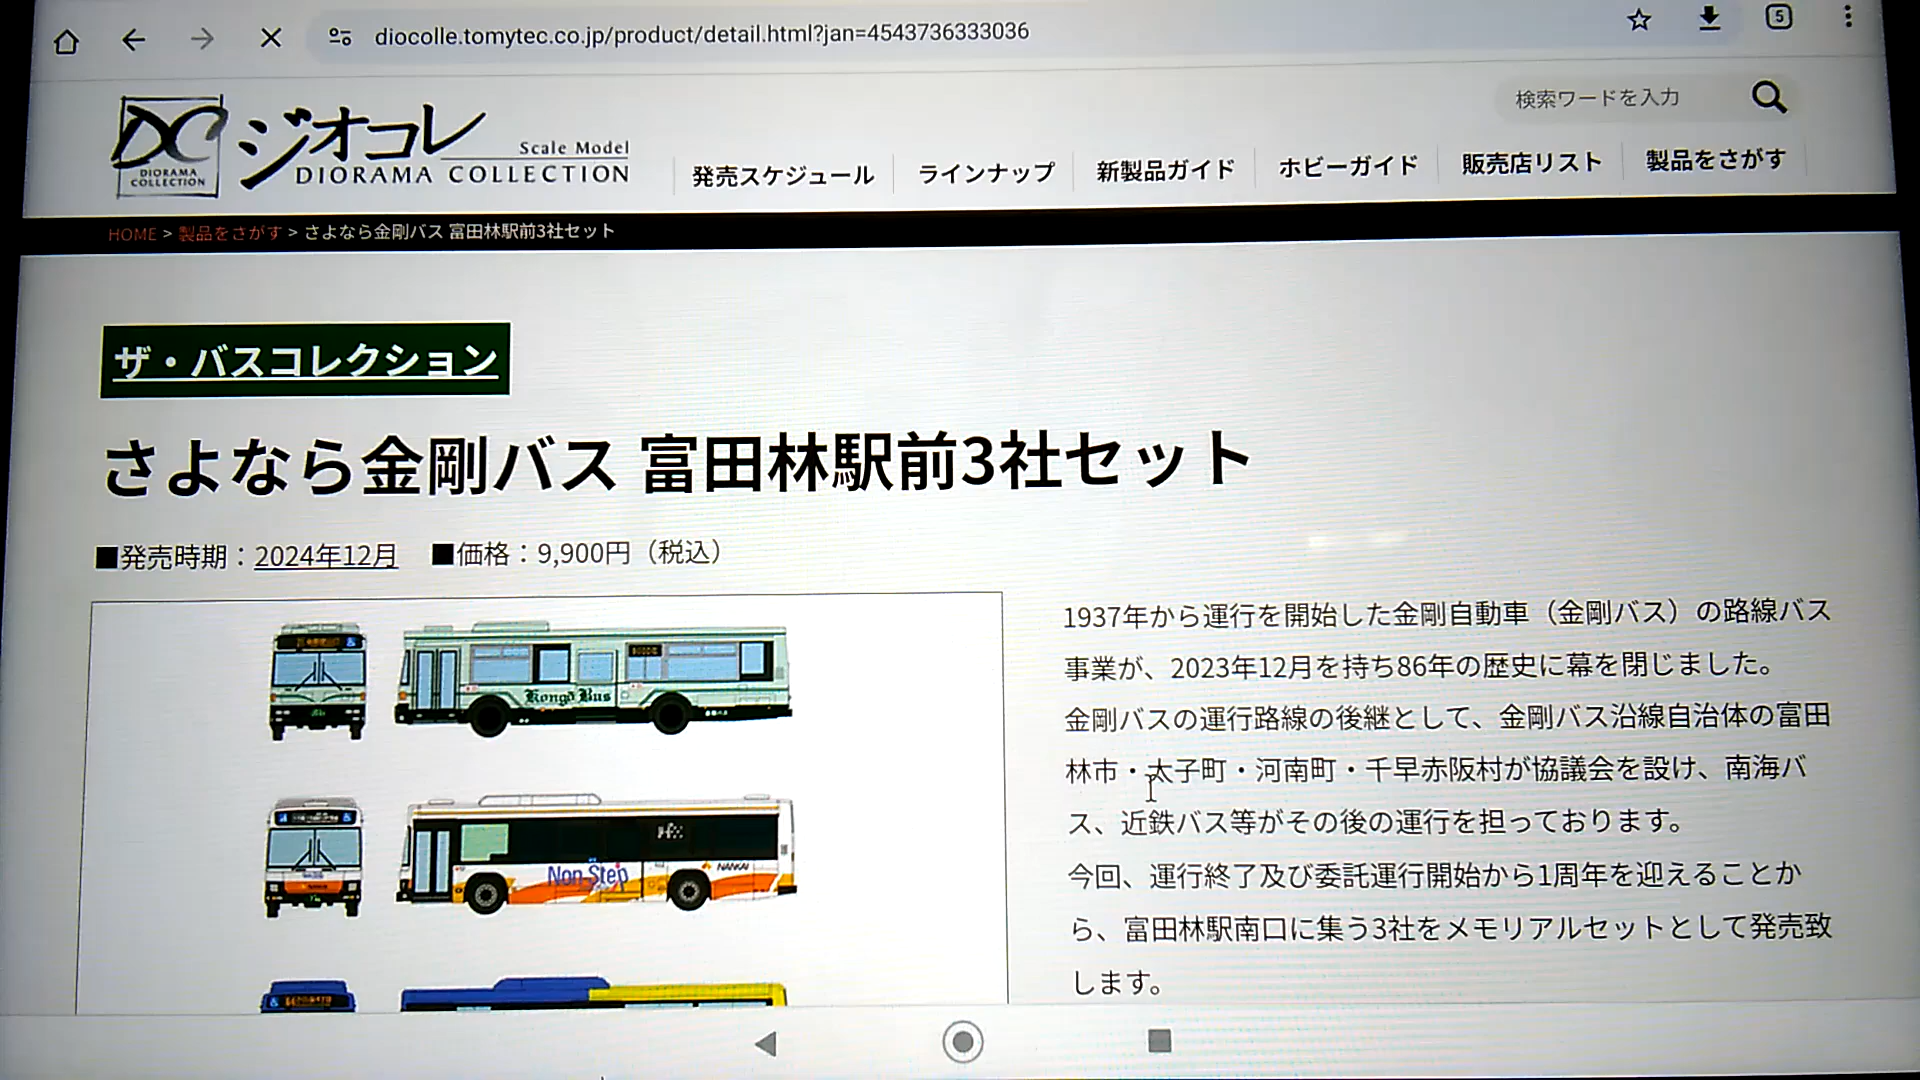 diocolle.tomytec.co.jp/product/detail.html?jan=4543736333036
5
DC
DIORAMA
COLLECTION
ジオコレ
Scale Model
DIORAMA COLLECTION
検索ワードを入力
発売スケジュール
ラインナップ
新製品ガイド
ホビーガイド
販売店リスト
製品をさがす
HOME > 製品をさがす > さよなら金剛バス 富田林駅前3社セット
ザ・バスコレクション
さよなら金剛バス 富田林駅前3社セット
■発売時期：2024年12月 ■価格：9,900円（税込）
Kongō Bus
Non-Step
NANKAI
1937年から運行を開始した金剛自動車（金剛バス）の路線バス
事業が、2023年12月を持ち86年の歴史に幕を閉じました。
金剛バスの運行路線の後継として、金剛バス沿線自治体の富田
林市・太子町・河南町・千早赤阪村が協議会を設け、南海バ
ス、近鉄バス等がその後の運行を担っております。
今回、運行終了及び委託運行開始から1周年を迎えることか
ら、富田林駅南口に集う3社をメモリアルセットとして発売致
します。